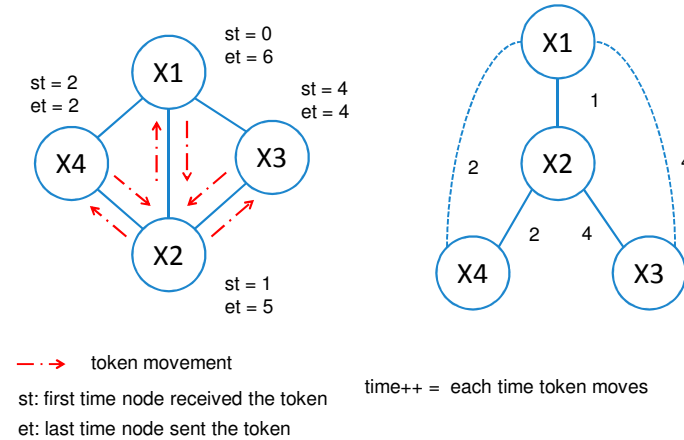 st = 0
et = 6
X1
st = 2
et = 2
st = 4
et = 4
X4
X3
X2
st = 1
et = 5
X1
1
X2
2
4
2
4
X4
X3
token movement
st: first time node received the token
et: last time node sent the token
time++ = each time token moves